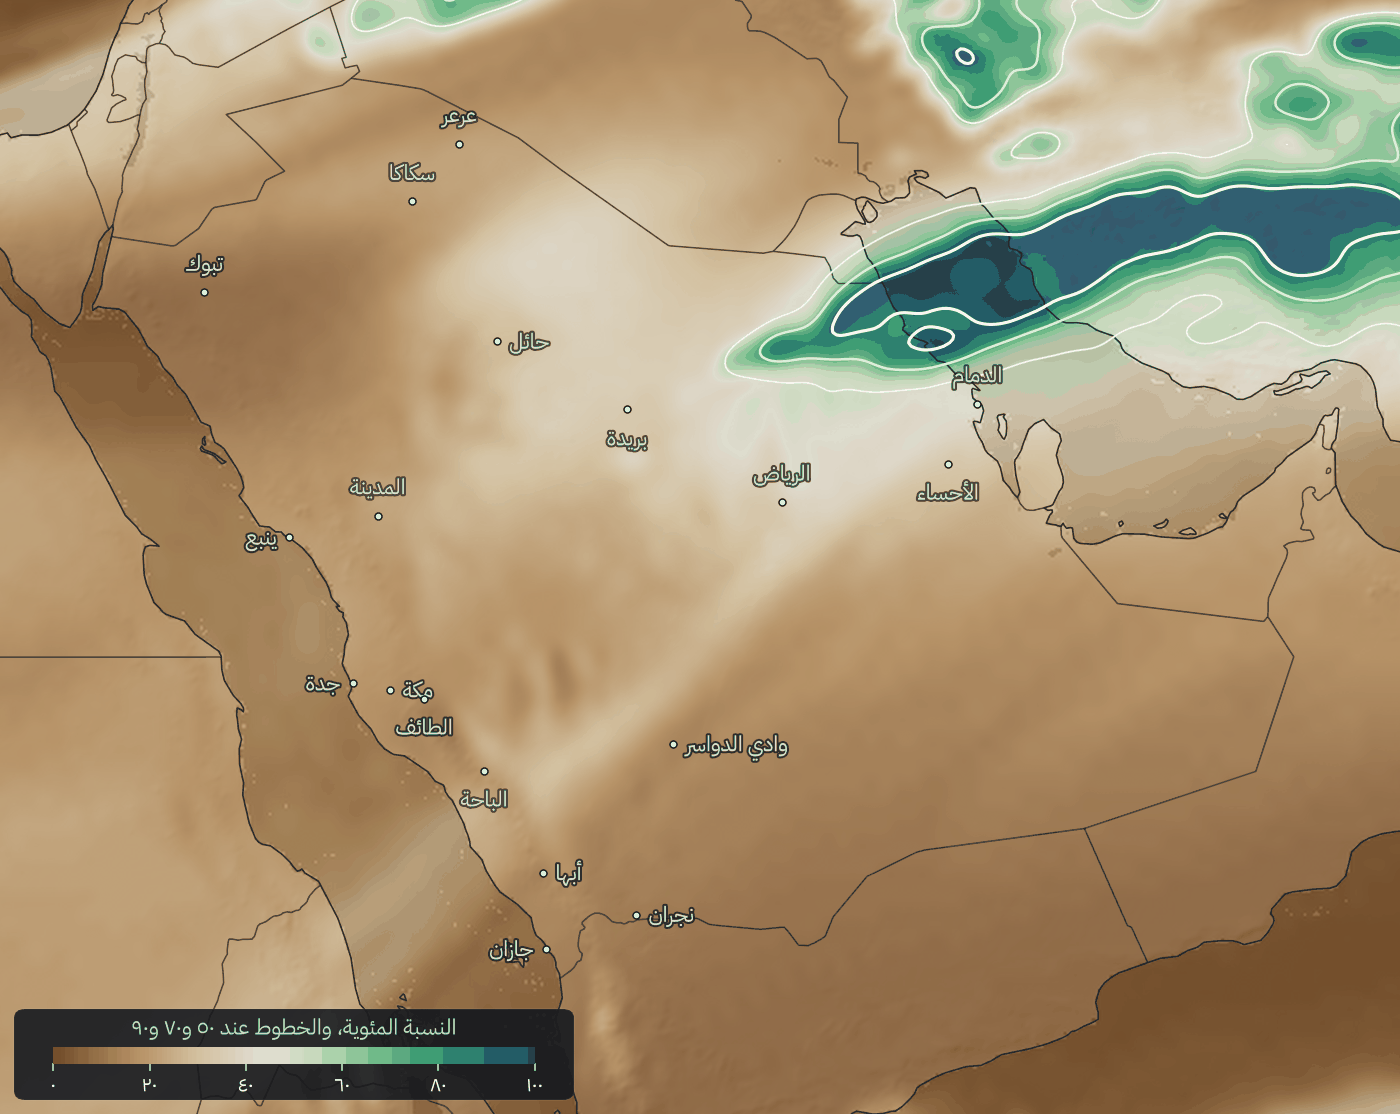 عرعر
سكاكا
تبوك
حائل
الدمام
بريدة
الرياض
الأحساء
المدينة
ينبع
جدة
مكة
الطائف
وادي الدواسر
الباحة
أبها
نجران
جازان
النسبة المئوية، والخطوط عند ٥٠ و٧٠ و٩٠
٠ ٢٠ ٤٠ ٦٠ ٨٠ ١٠٠